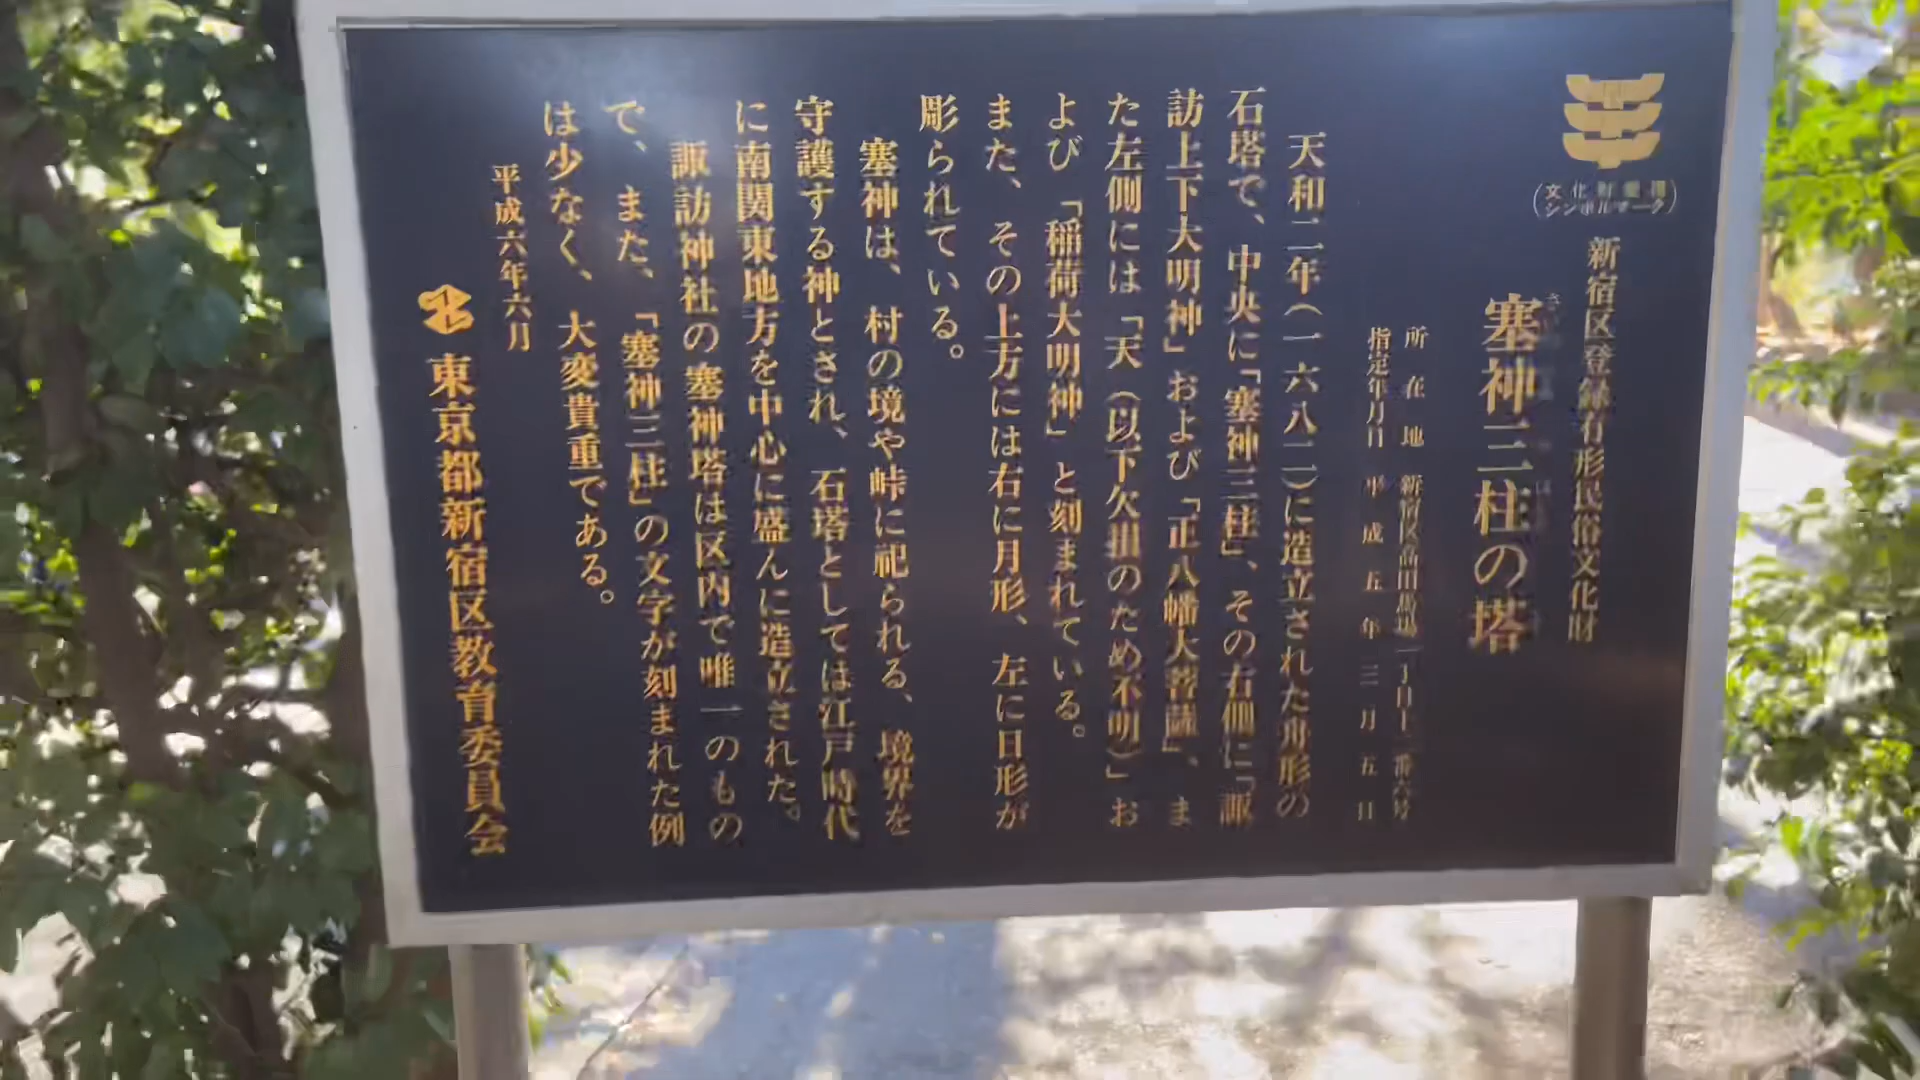 文化財愛護
シンボルマーク
新宿区登録有形民俗文化財
塞神三柱の塔
所在地 新宿区高田馬場一丁目十二番六号
指定年月日 平成五年三月五日
天和二年(一六八二)に造立された舟形の
石塔で、中央に「塞神三柱」、その右側に「諏
訪上下大明神」および「正八幡大菩薩」、ま
た左側には「天(以下欠損のため不明)」お
よび「稲荷大明神」と刻まれている。
また、その上方には右に月形、左に日形が
彫られている。
塞神は、村の境や峠に祀られる、境界を
守護する神とされ、石塔としては江戸時代
に南関東地方を中心に盛んに造立された。
諏訪神社の塞神塔は区内で唯一のもの
で、また、「塞神三柱」の文字が刻まれた例
は少なく、大変貴重である。
平成六年六月
東京都新宿区教育委員会